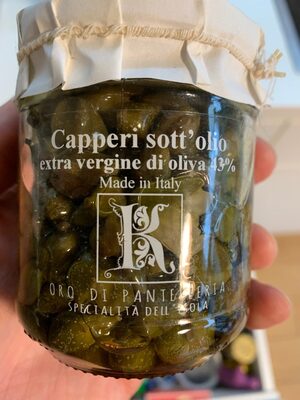 Capperi sott'olio
extra vergine di oliva 43%
Made in Italy
K
ORO DI PANTELLERIA
SPECIALITÀ DELL'ISOLA